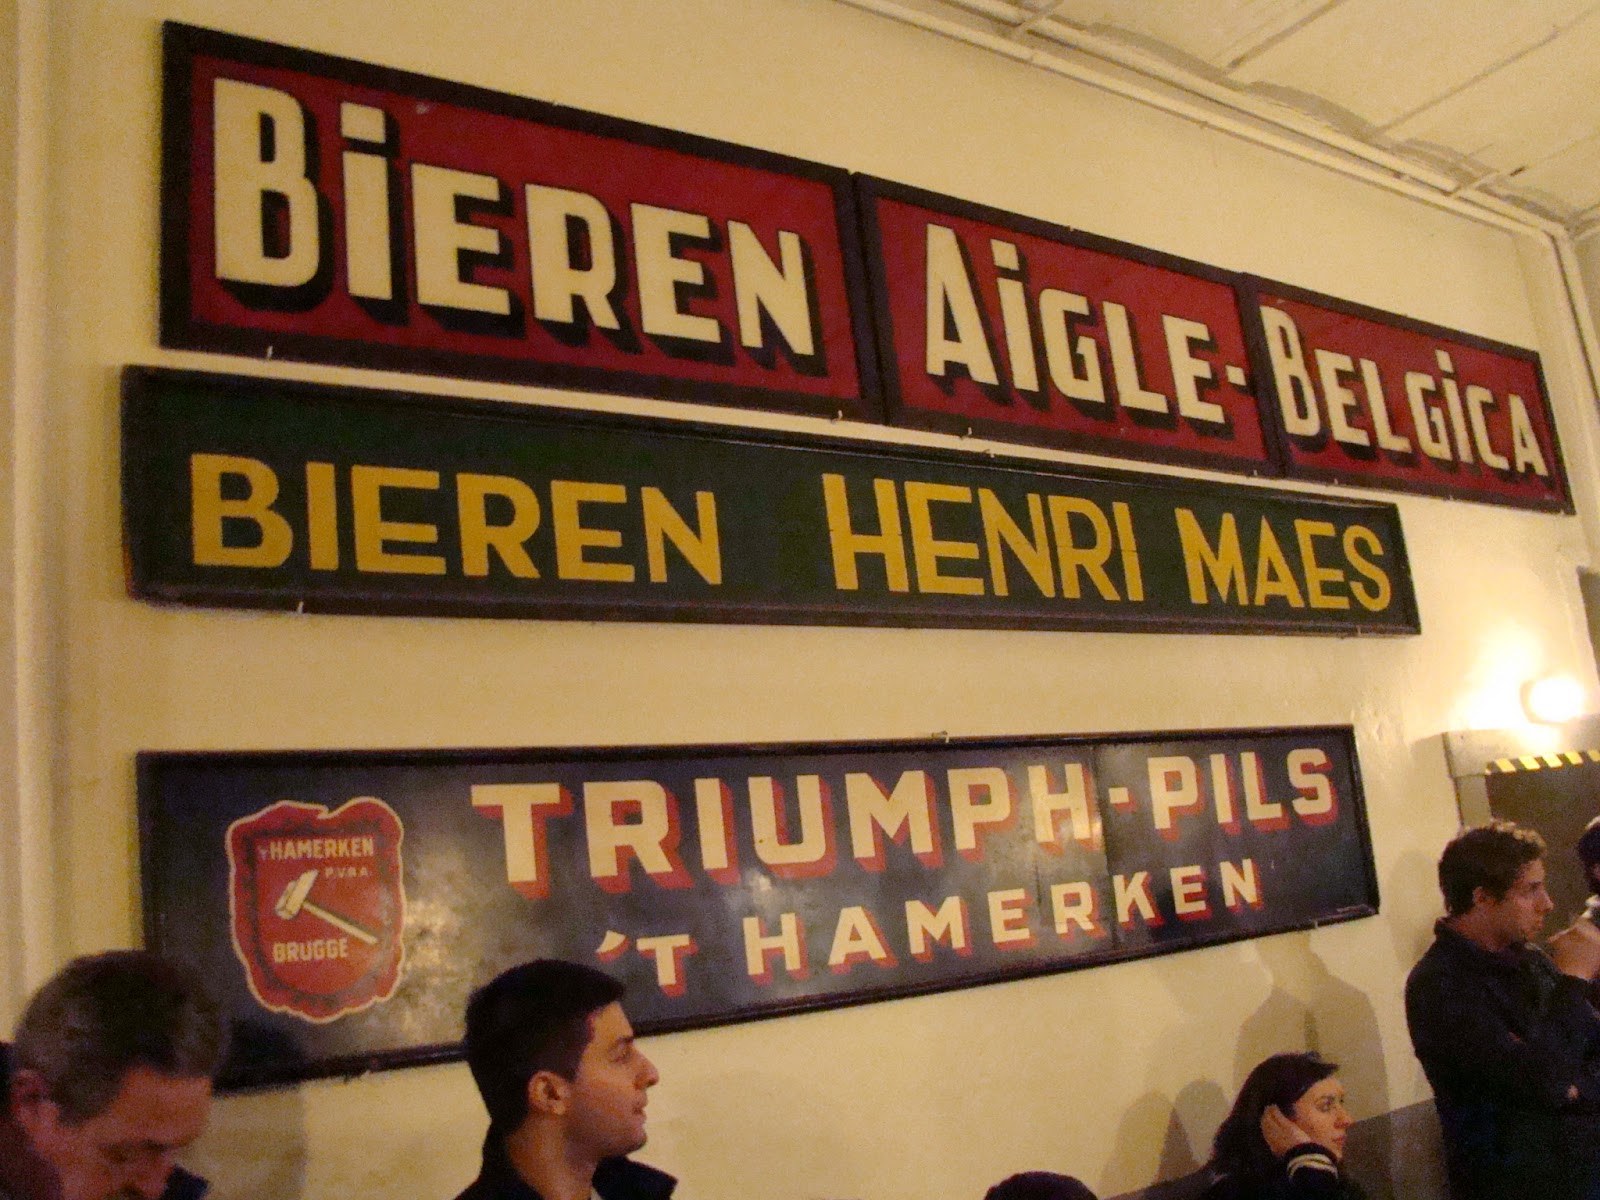 BiEREN AiGLE-BELGiCA
BIEREN HENRI MAES
TRIUMPH-PILS
'T HAMERKEN
'T HAMERKEN
P.V.B.A.
BRUGGE